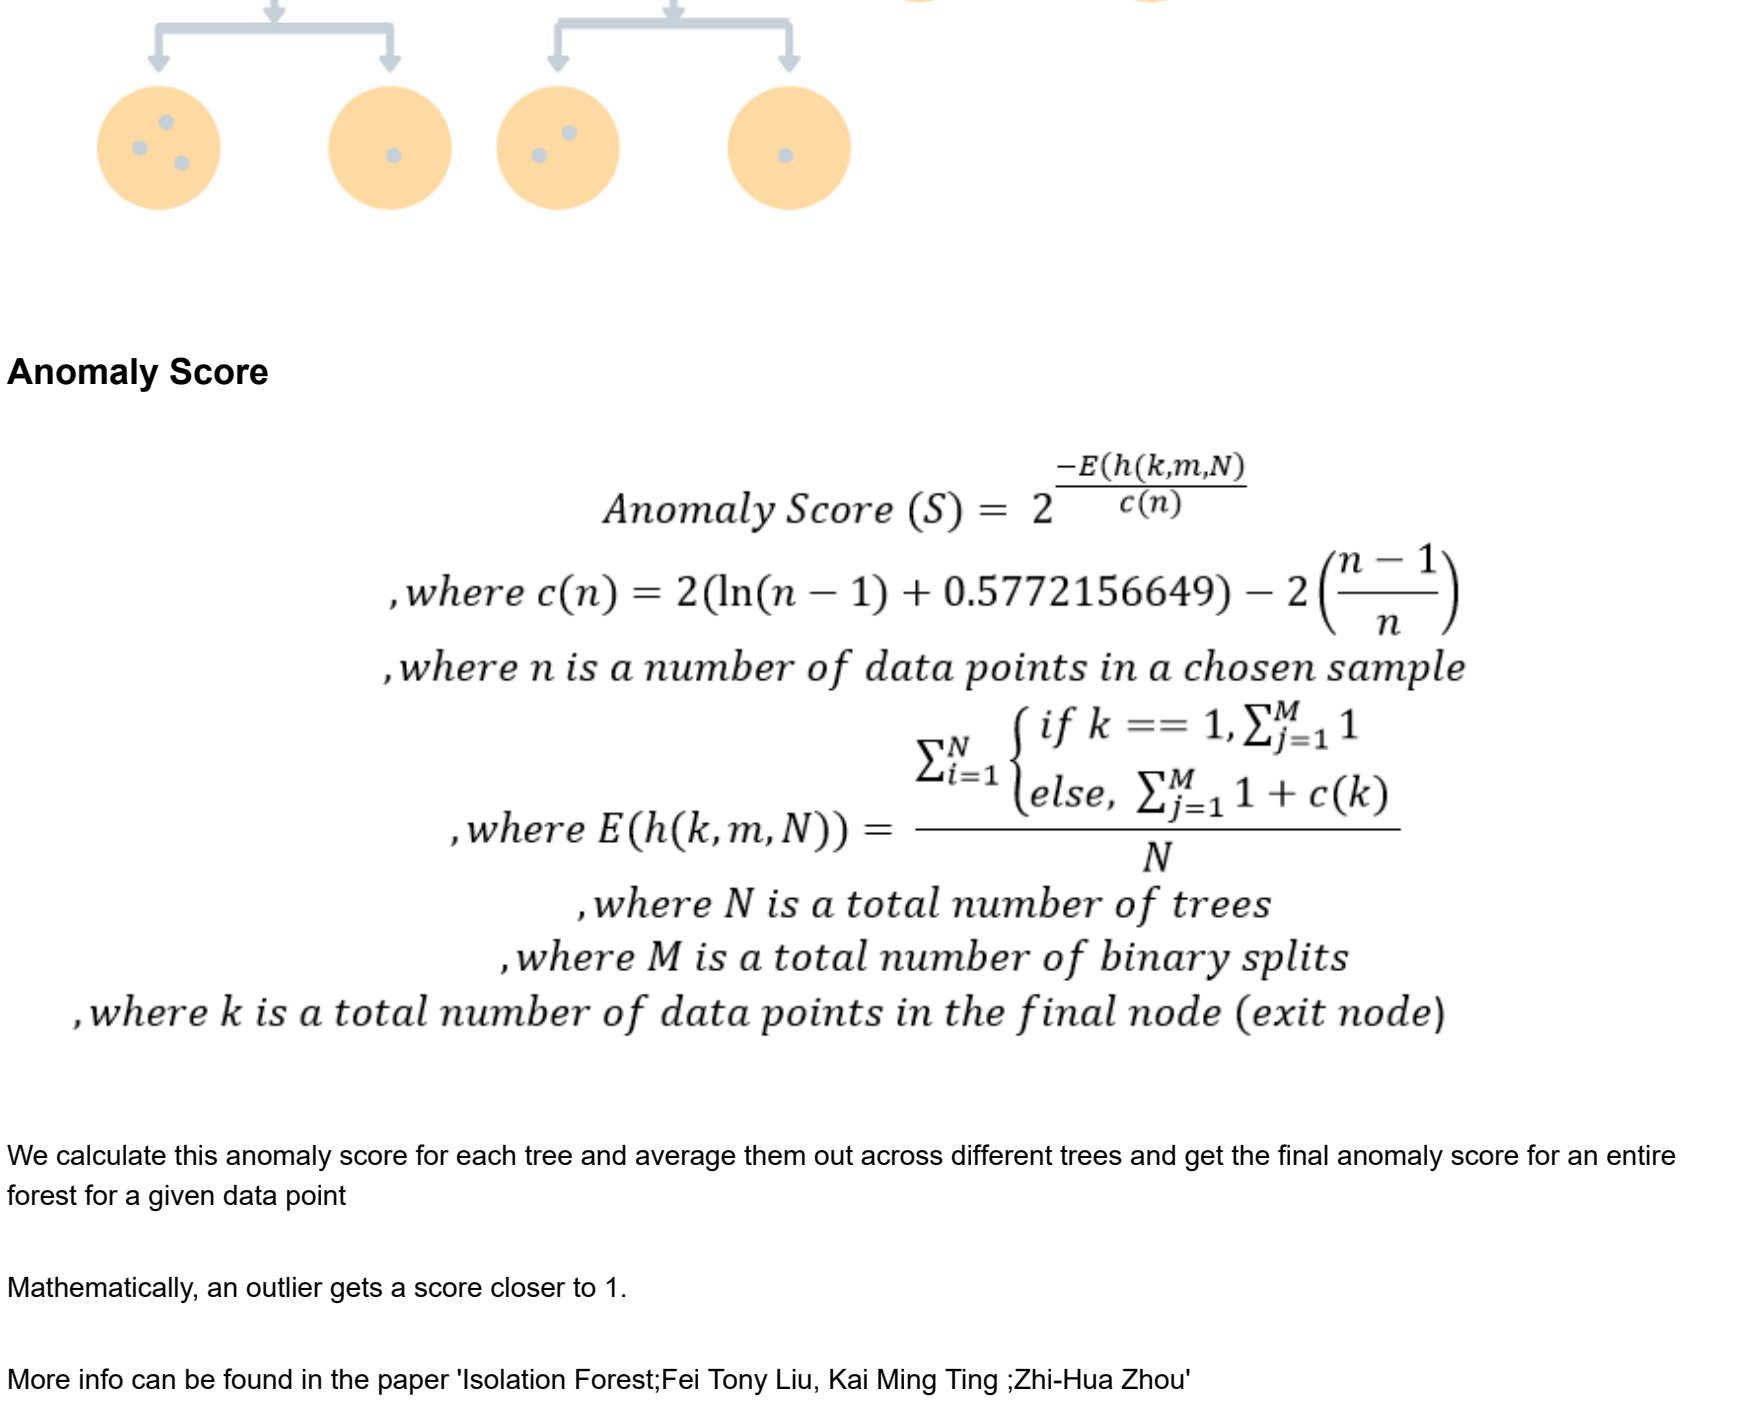 Anomaly Score
Anomaly Score (S) = 2^(−E(h(k,m,N)/c(n))
,where c(n) = 2(ln(n − 1) + 0.5772156649) − 2((n − 1)/n)
,where n is a number of data points in a chosen sample
,where E(h(k,m,N)) = ∑_{i=1}^{N} { if k == 1, ∑_{j=1}^{M} 1 else, ∑_{j=1}^{M} 1 + c(k) / N
,where N is a total number of trees
,where M is a total number of binary splits
,where k is a total number of data points in the final node (exit node)
We calculate this anomaly score for each tree and average them out across different trees and get the final anomaly score for an entire
forest for a given data point
Mathematically, an outlier gets a score closer to 1.
More info can be found in the paper 'Isolation Forest;Fei Tony Liu, Kai Ming Ting ;Zhi-Hua Zhou'